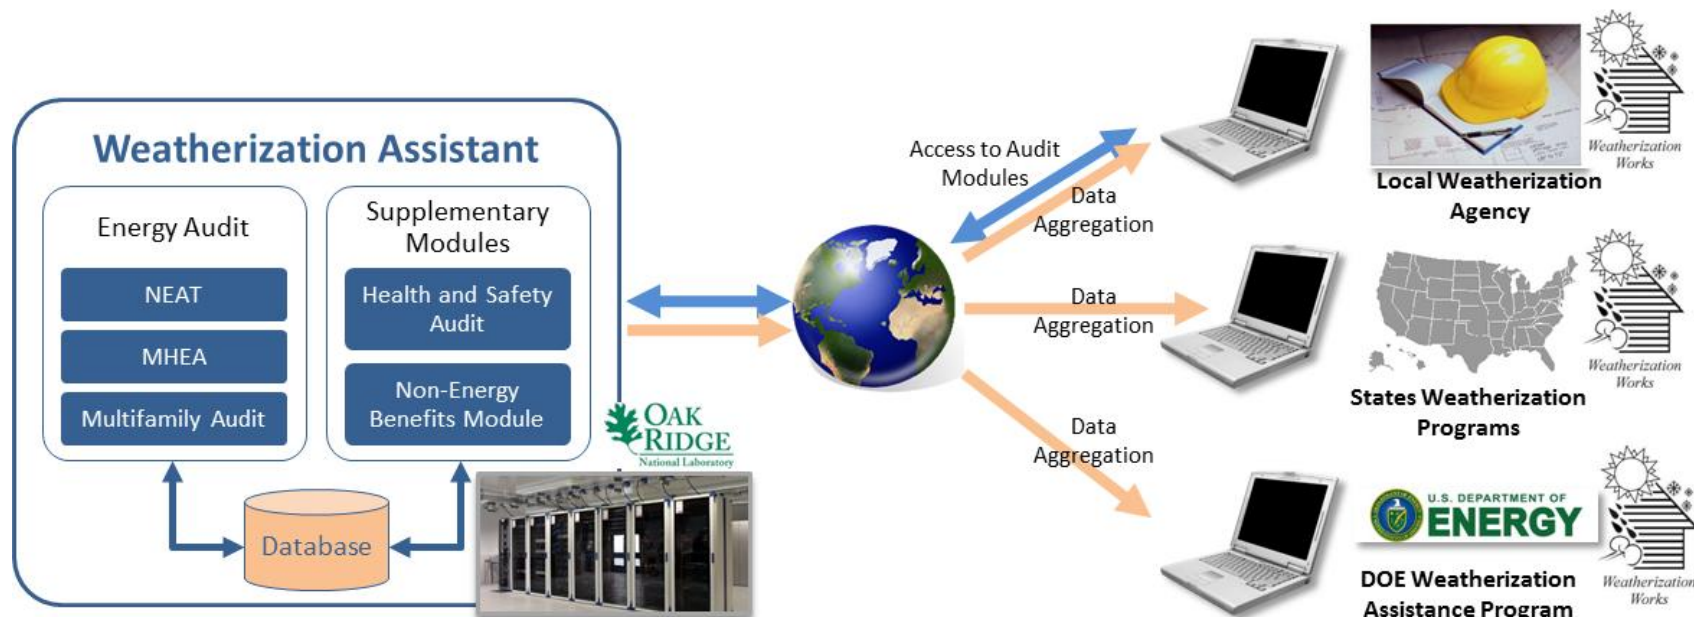 Weatherization Assistant
Energy Audit
NEAT
MHEA
Multifamily Audit
Supplementary
Modules
Health and Safety
Audit
Non-Energy
Benefits Module
Database
OAK
RIDGE
National Laboratory
Access to Audit
Modules
Data
Aggregation
Data
Aggregation
Data
Aggregation
Weatherization
Works
Local Weatherization
Agency
Weatherization
Works
States Weatherization
Programs
U.S. DEPARTMENT OF
ENERGY
Weatherization
Works
DOE Weatherization
Assistance Program